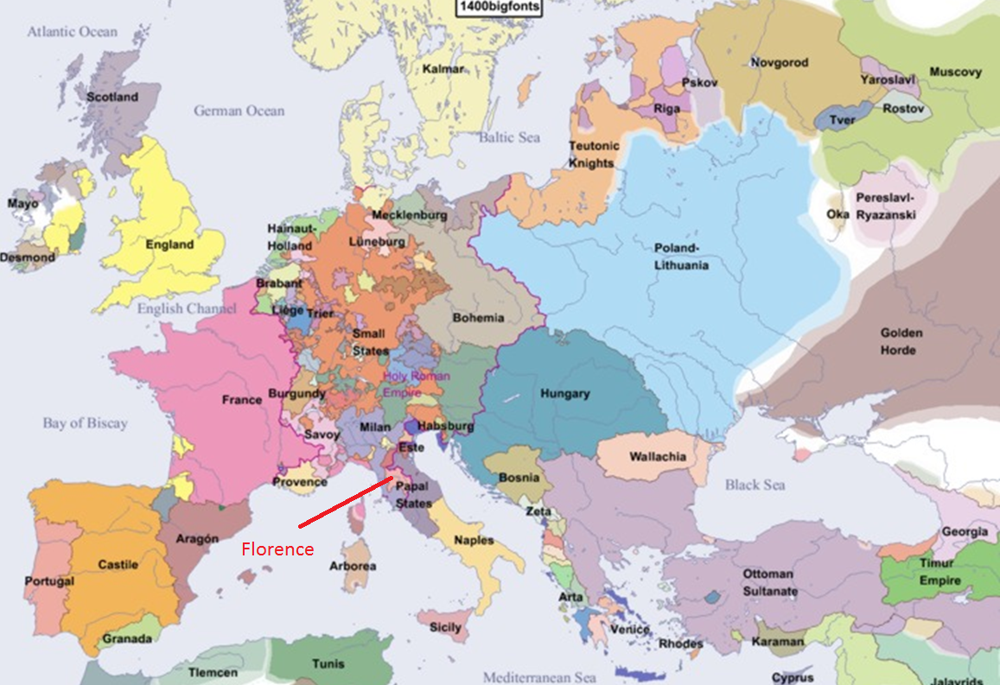 1400bigfonts
Atlantic Ocean
Scotland
German Ocean
Kalmar
Baltic Sea
Novgorod
Muscovy
Yaroslavl
Pskov
Riga
Rostov
Tver
Teutonic
Knights
Mayo
Desmond
England
English Channel
Hainaut-
Holland
Mecklenburg
Lüneburg
Oka
Pereslavl-
Ryazanski
Poland-
Lithuania
Brabant
Liége
Trier
Small
States
Bohemia
Golden
Horde
Holy Roman
Empire
France
Burgundy
Hungary
Bay of Biscay
Savoy
Milan
Habsburg
Este
Wallachia
Provence
Papal
States
Bosnia
Black Sea
Zeta
Georgia
Florence
Aragón
Castile
Portugal
Arborea
Naples
Timur
Empire
Ottoman
Sultanate
Arta
Granada
Sicily
Venice
Rhodes
Karaman
Tlemcen
Tunis
Mediterranean Sea
Cyprus
Jalayrids